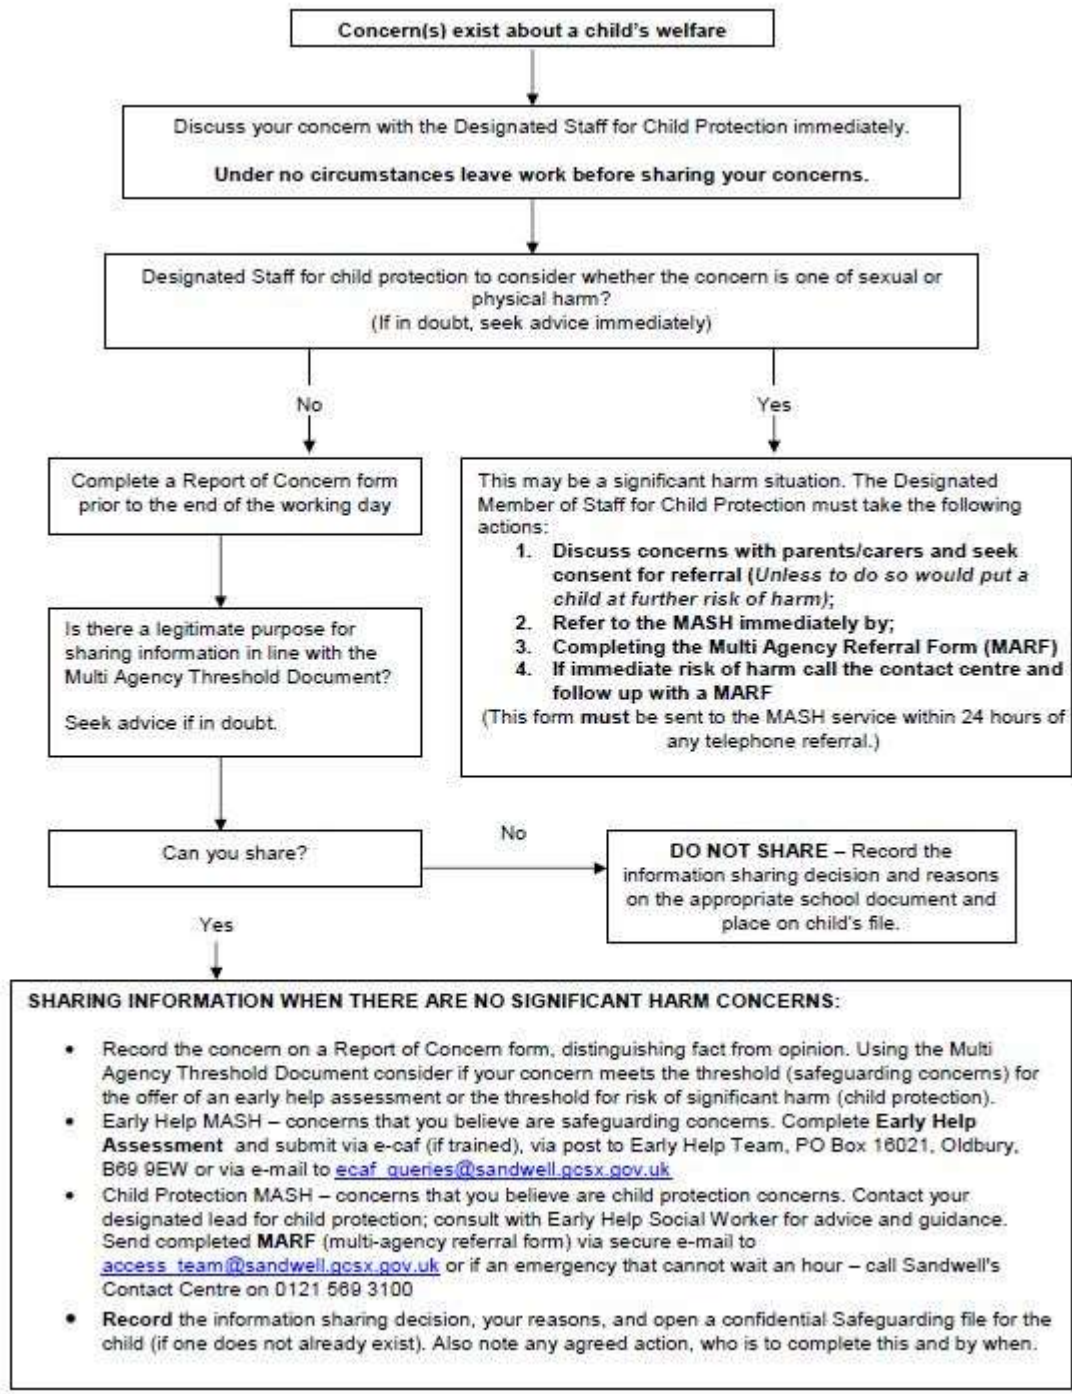 Concern(s) exist about a child's welfare
Discuss your concern with the Designated Staff for Child Protection immediately.
Under no circumstances leave work before sharing your concerns.
Designated Staff for child protection to consider whether the concern is one of sexual or
physical harm?
(If in doubt, seek advice immediately)
No
Yes
Complete a Report of Concern form
prior to the end of the working day
This may be a significant harm situation. The Designated
Member of Staff for Child Protection must take the following
actions:
1. Discuss concerns with parents/carers and seek
consent for referral (Unless to do so would put a
child at further risk of harm);
2. Refer to the MASH immediately by;
3. Completing the Multi Agency Referral Form (MARF)
4. If immediate risk of harm call the contact centre and
follow up with a MARF
(This form must be sent to the MASH service within 24 hours of
any telephone referral.)
Is there a legitimate purpose for
sharing information in line with the
Multi Agency Threshold Document?
Seek advice if in doubt.
Can you share?
No
DO NOT SHARE – Record the
information sharing decision and reasons
on the appropriate school document and
place on child's file.
Yes
SHARING INFORMATION WHEN THERE ARE NO SIGNIFICANT HARM CONCERNS:
• Record the concern on a Report of Concern form, distinguishing fact from opinion. Using the Multi
Agency Threshold Document consider if your concern meets the threshold (safeguarding concerns) for
the offer of an early help assessment or the threshold for risk of significant harm (child protection).
• Early Help MASH – concerns that you believe are safeguarding concerns. Complete Early Help
Assessment and submit via e-caf (if trained), via post to Early Help Team, PO Box 16021, Oldbury,
B69 9EW or via e-mail to ecaf_queries@sandwell.gcsx.gov.uk
• Child Protection MASH – concerns that you believe are child protection concerns. Contact your
designated lead for child protection; consult with Early Help Social Worker for advice and guidance.
Send completed MARF (multi-agency referral form) via secure e-mail to
access_team@sandwell.gcsx.gov.uk or if an emergency that cannot wait an hour – call Sandwell's
Contact Centre on 0121 569 3100
• Record the information sharing decision, your reasons, and open a confidential Safeguarding file for the
child (if one does not already exist). Also note any agreed action, who is to complete this and by when.